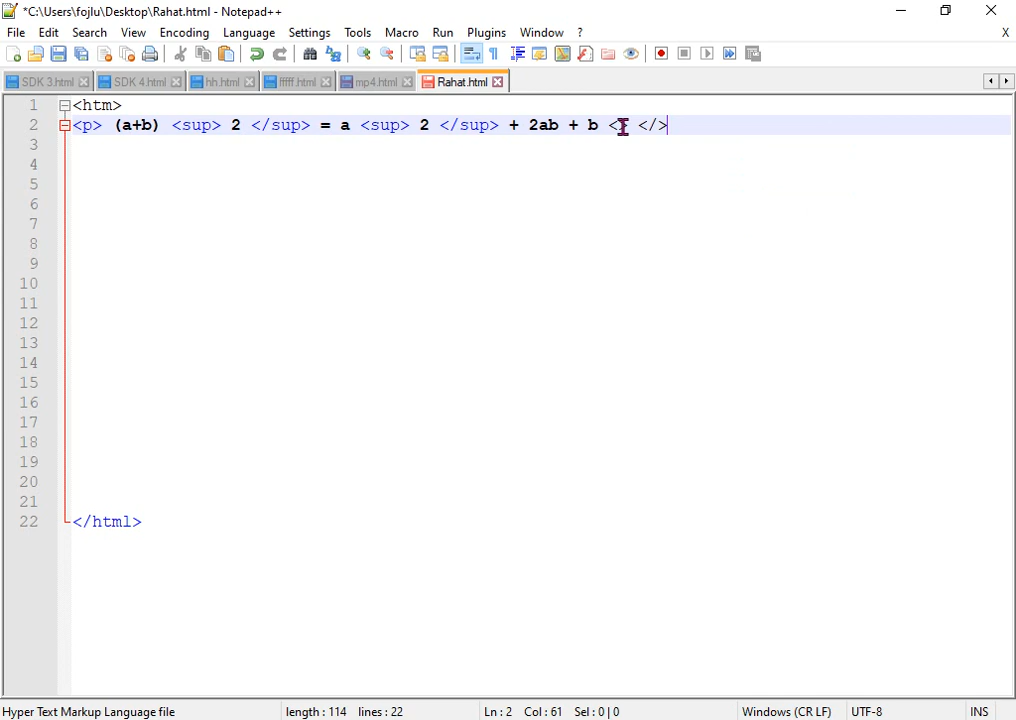 *C:\Users\fojlu\Desktop\Rahat.html - Notepad++
File Edit Search View Encoding Language Settings Tools Macro Run Plugins Window ? X
SDK 3.html SDK 4.html hh.html fffff.html mp4.html Rahat.html
1 <htm>
2 <p> (a+b) <sup> 2 </sup> = a <sup> 2 </sup> + 2ab + b <> </>
3
4
5
6
7
8
9
10
11
12
13
14
15
16
17
18
19
20
21
22 </html>
Hyper Text Markup Language file length : 114 lines : 22 Ln : 2 Col : 61 Sel : 0 | 0 Windows (CR LF) UTF-8 INS